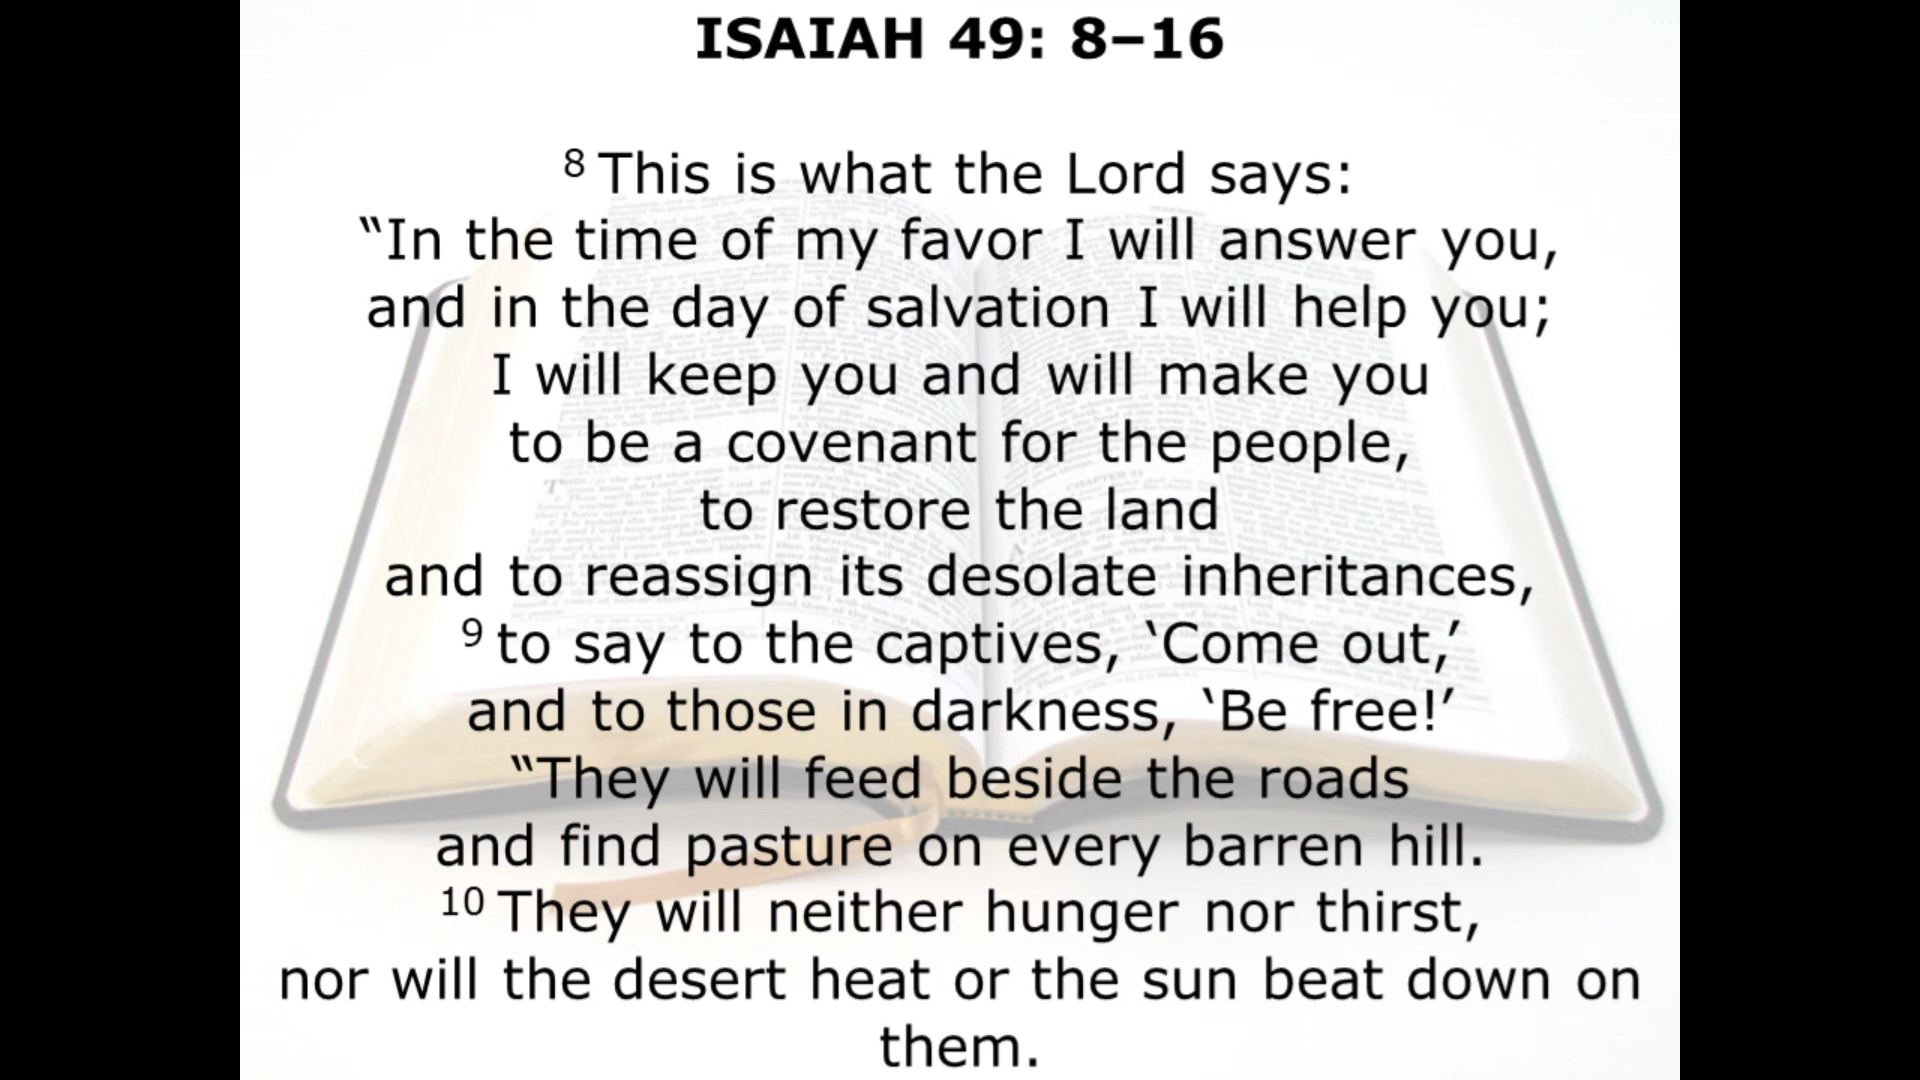 ISAIAH 49: 8–16
8 This is what the Lord says:
“In the time of my favor I will answer you,
and in the day of salvation I will help you;
I will keep you and will make you
to be a covenant for the people,
to restore the land
and to reassign its desolate inheritances,
9 to say to the captives, ‘Come out,’
and to those in darkness, ‘Be free!’
“They will feed beside the roads
and find pasture on every barren hill.
10 They will neither hunger nor thirst,
nor will the desert heat or the sun beat down on
them.